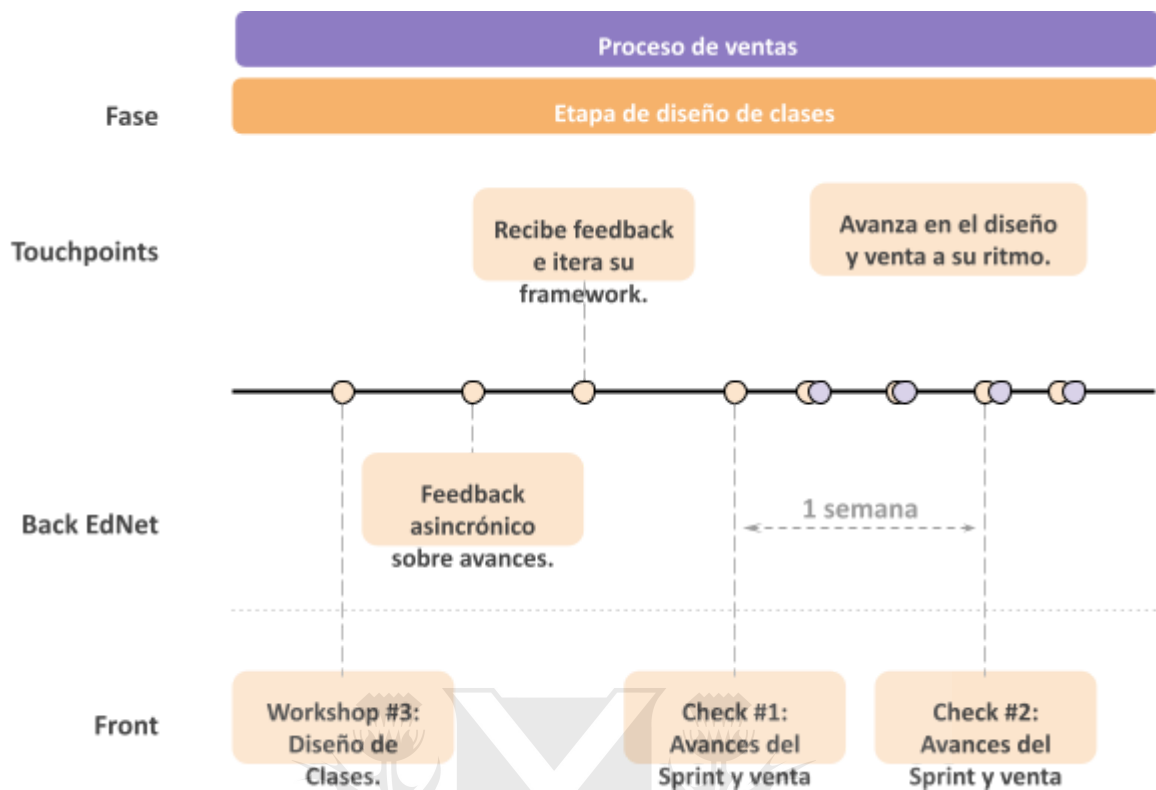 Proceso de ventas
Fase
Etapa de diseño de clases
Touchpoints
Recibe feedback
e itera su
framework.
Avanza en el diseño
y venta a su ritmo.
Back EdNet
Feedback
asincrónico
sobre avances.
1 semana
Front
Workshop #3:
Diseño de
Clases.
Check #1:
Avances del
Sprint y venta
Check #2:
Avances del
Sprint y venta